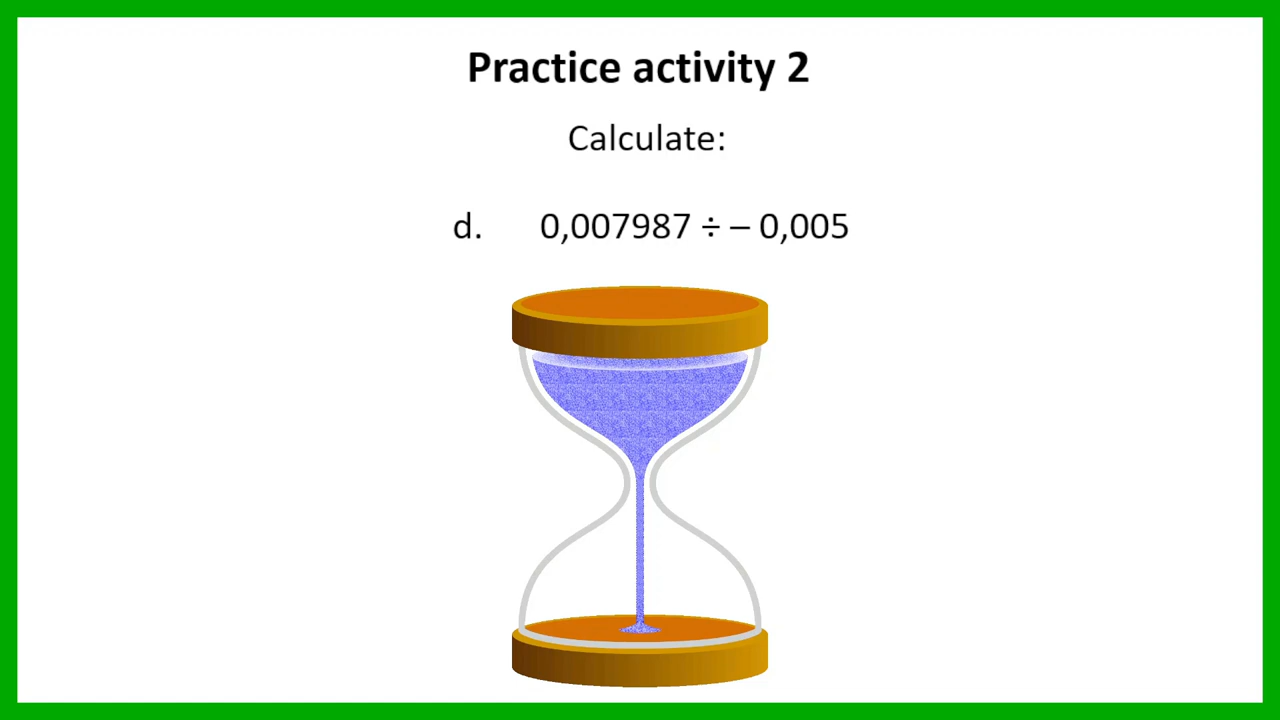 Practice activity 2
Calculate:
d. 0,007987 ÷ – 0,005